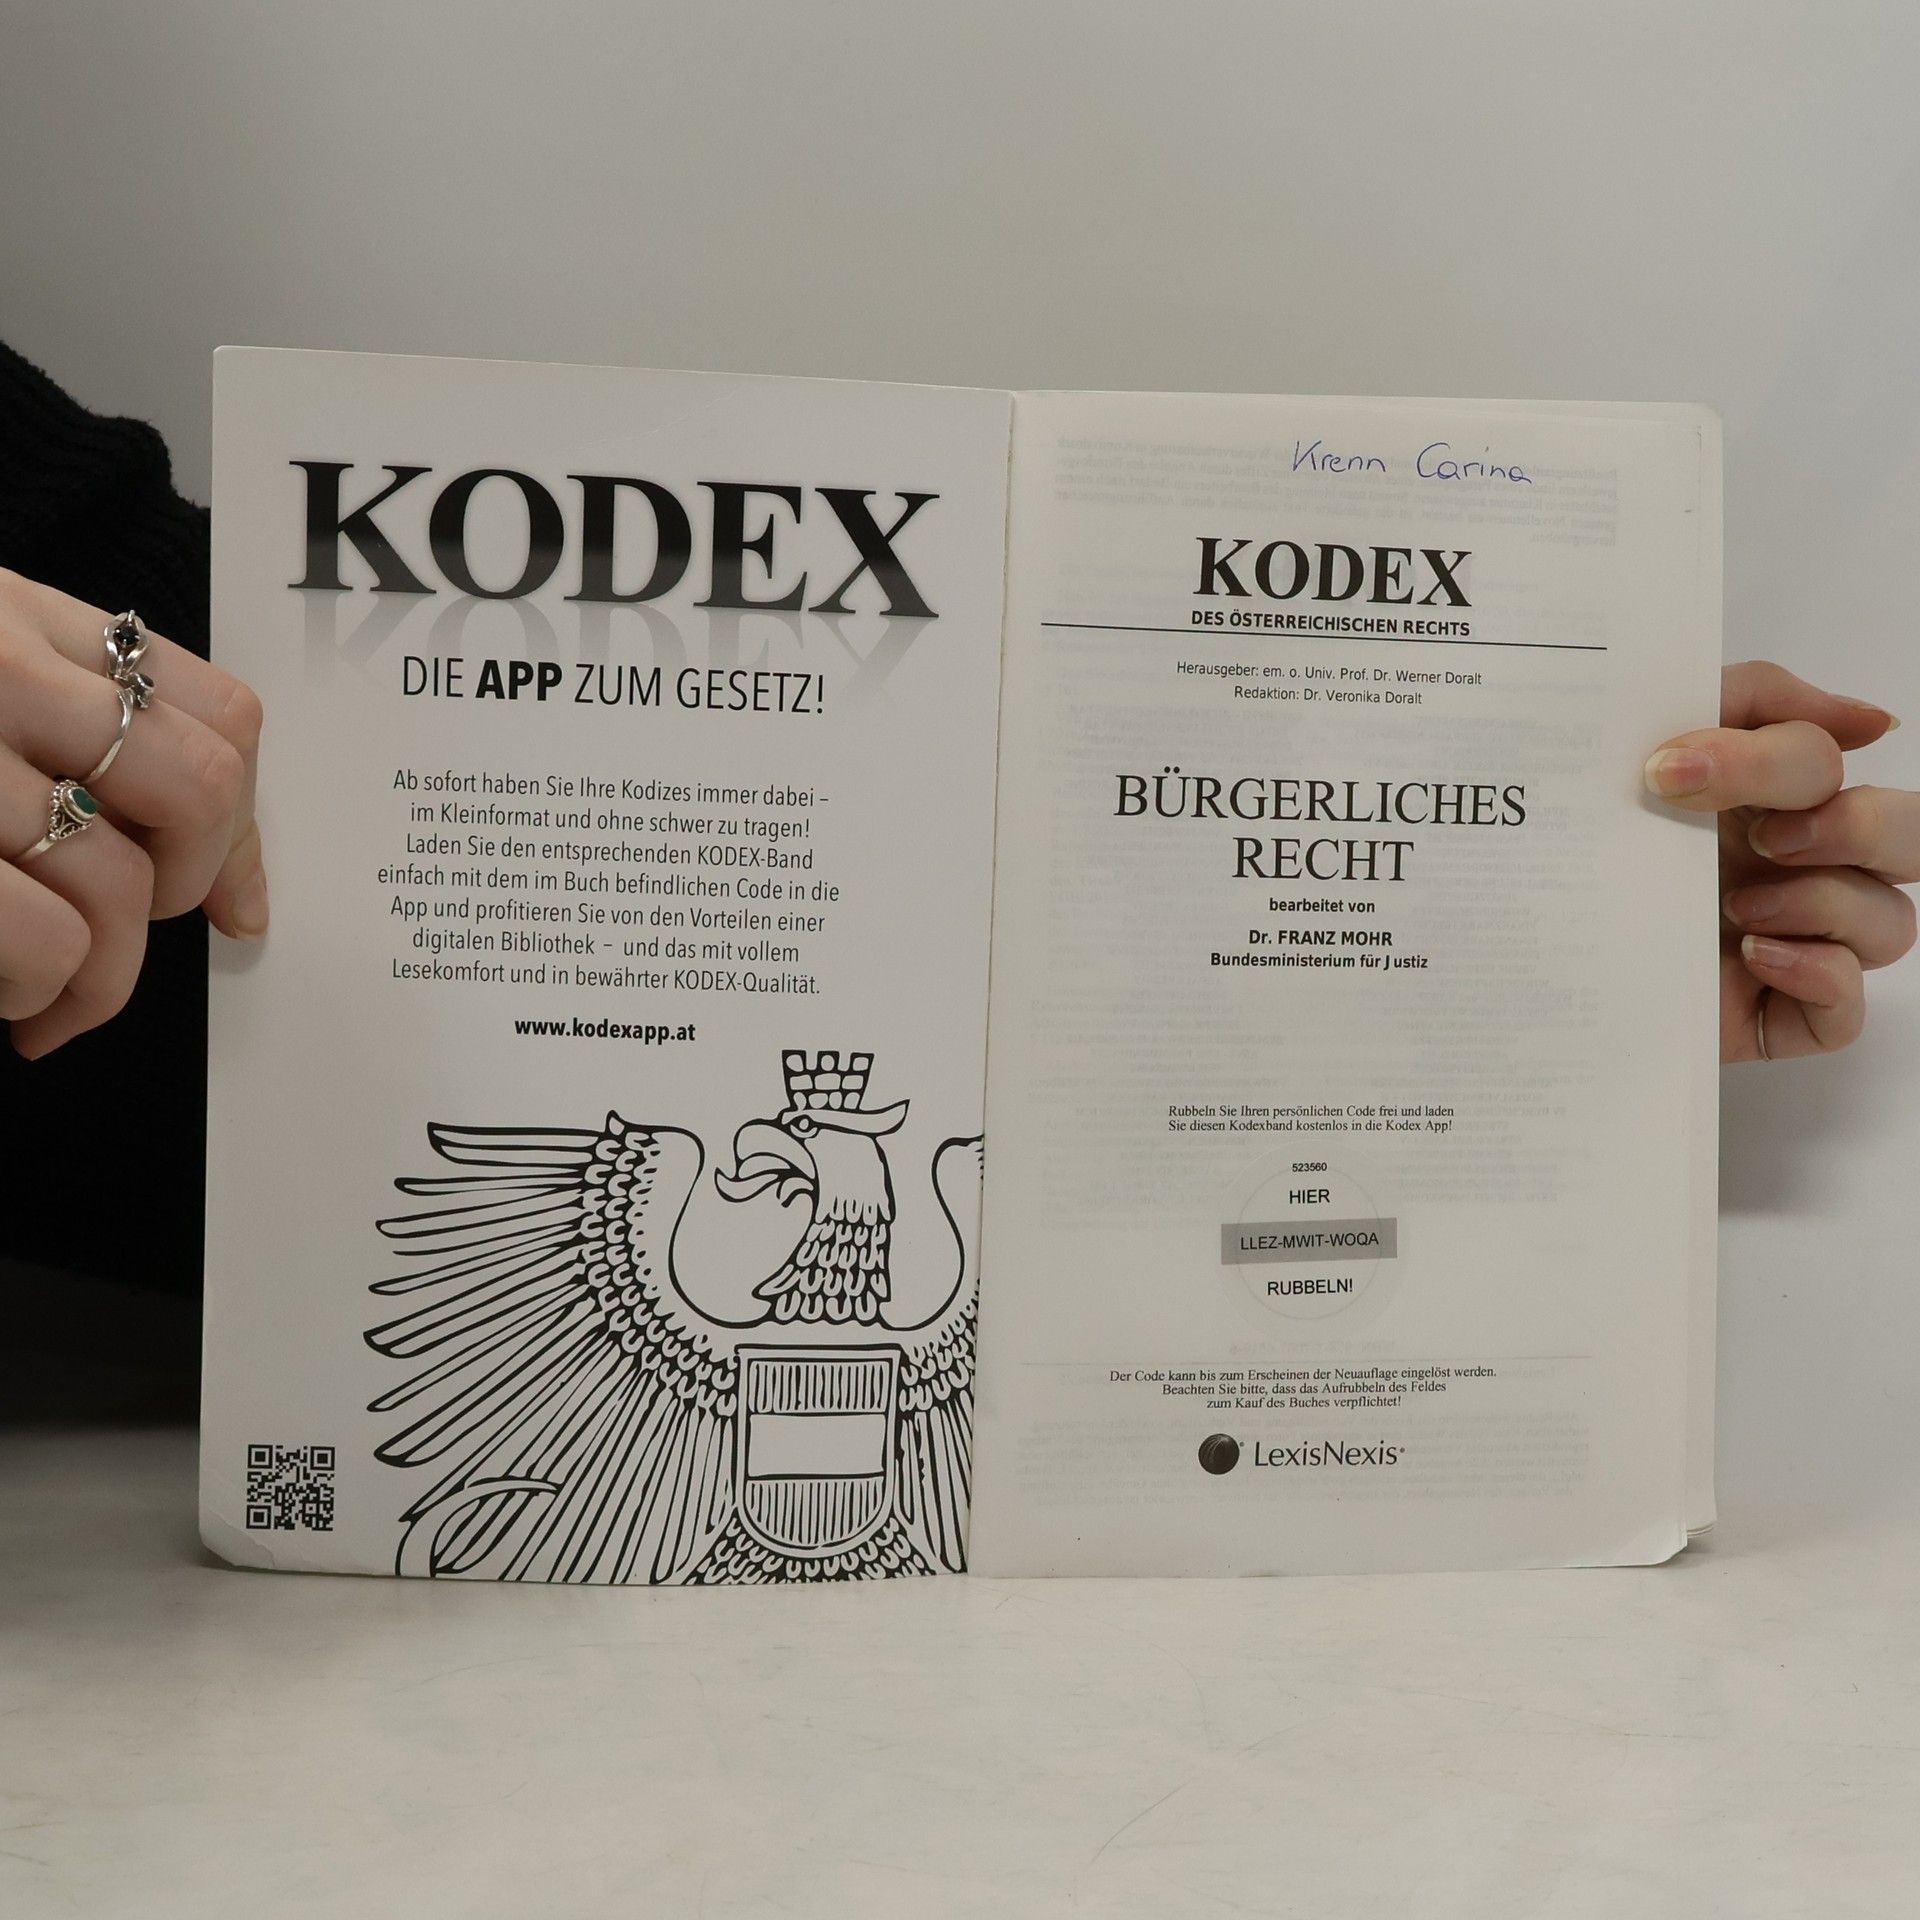 KODEX
DIE APP ZUM GESETZ!
Ab sofort haben Sie Ihre Kodizes immer dabei –
im Kleinformat und ohne schwer zu tragen!
Laden Sie den entsprechenden KODEX-Band
einfach mit dem im Buch befindlichen Code in die
App und profitieren Sie von den Vorteilen einer
digitalen Bibliothek – und das mit vollem
Lesekomfort und in bewährter KODEX-Qualität.
www.kodexapp.at
Krenn Carina
KODEX
DES ÖSTERREICHISCHEN RECHTS
Herausgeber: em. o. Univ. Prof. Dr. Werner Doralt
Redaktion: Dr. Veronika Doralt
BÜRGERLICHES
RECHT
bearbeitet von
Dr. FRANZ MOHR
Bundesministerium für Justiz
Rubbeln Sie Ihren persönlichen Code frei und laden
Sie diesen Kodexband kostenlos in die Kodex App!
523560
HIER
LLEZ-MWIT-WOQA
RUBBELN!
Der Code kann bis zum Erscheinen der Neuauflage eingelöst werden.
Beachten Sie bitte, dass das Aufrubbeln des Feldes
zum Kauf des Buches verpflichtet!
LexisNexis